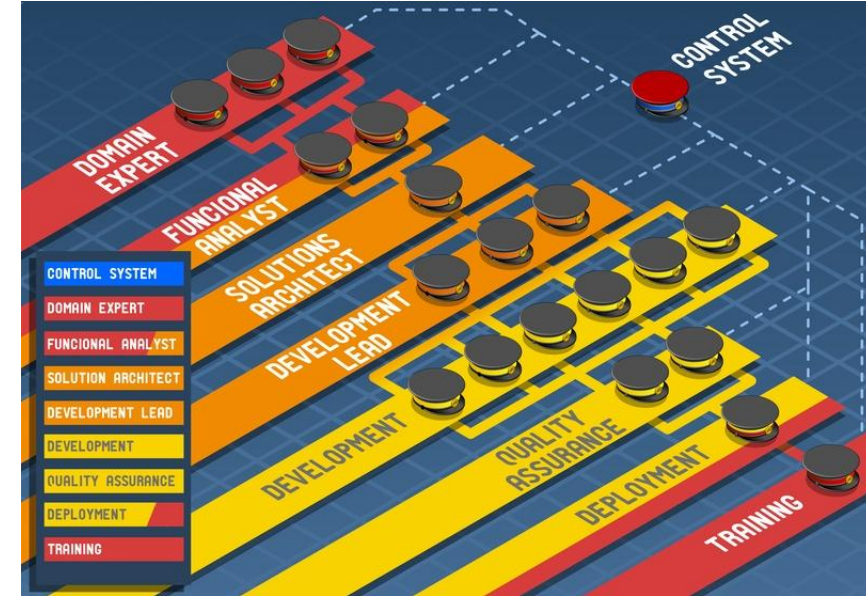 CONTROL
SYSTEM
DOMAIN
EXPERT
FUNCIONAL
ANALYST
SOLUTIONS
ARCHITECT
DEVELOPMENT
LEAD
DEVELOPMENT
QUALITY
ASSURANCE
DEPLOYMENT
TRAINING
CONTROL SYSTEM
DOMAIN EXPERT
FUNCIONAL ANALYST
SOLUTION ARCHITECT
DEVELOPMENT LEAD
DEVELOPMENT
QUALITY ASSURANCE
DEPLOYMENT
TRAINING